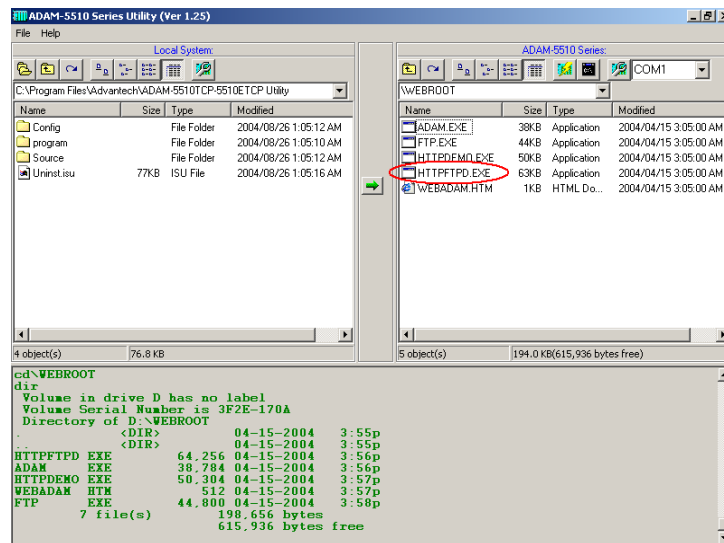 ADAM-5510 Series Utility (Ver 1.25)
File Help
Local System:
C:\Program Files\Advantech\ADAM-5510TCP-5510ETCP Utility
Name Size Type Modified
Config File Folder 2004/08/26 1:05:12 AM
program File Folder 2004/08/26 1:05:10 AM
Source File Folder 2004/08/26 1:05:12 AM
Uninst.isu 77KB ISU File 2004/08/26 1:05:16 AM
4 object(s) 76.8 KB
ADAM-5510 Series:
COM1
\WEBROOT
Name Size Type Modified
ADAM.EXE 38KB Application 2004/04/15 3:05:00 AM
FTP.EXE 44KB Application 2004/04/15 3:05:00 AM
HTTPDEMO.EXE 50KB Application 2004/04/15 3:05:00 AM
HTTPFTPD.EXE 63KB Application 2004/04/15 3:05:00 AM
WEBADAM.HTM 1KB HTML Do... 2004/04/15 3:05:00 AM
5 object(s) 194.0 KB(615,936 bytes free)
cd\WEBROOT
dir
Volume in drive D has no label
Volume Serial Number is 3F2E-170A
Directory of D:\WEBROOT
. <DIR> 04-15-2004 3:55p
.. <DIR> 04-15-2004 3:55p
HTTPFTPD EXE 64,256 04-15-2004 3:56p
ADAM EXE 38,784 04-15-2004 3:56p
HTTPDEMO EXE 50,304 04-15-2004 3:57p
WEBADAM HTM 512 04-15-2004 3:57p
FTP EXE 44,800 04-15-2004 3:58p
7 file(s) 198,656 bytes
615,936 bytes free